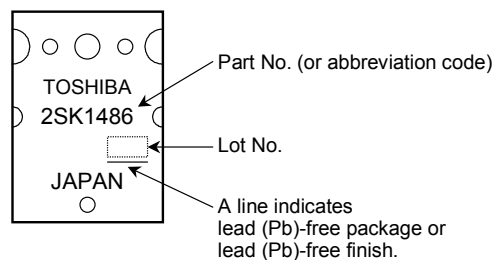 TOSHIBA
2SK1486
JAPAN
Part No. (or abbreviation code)
Lot No.
A line indicates
lead (Pb)-free package or
lead (Pb)-free finish.